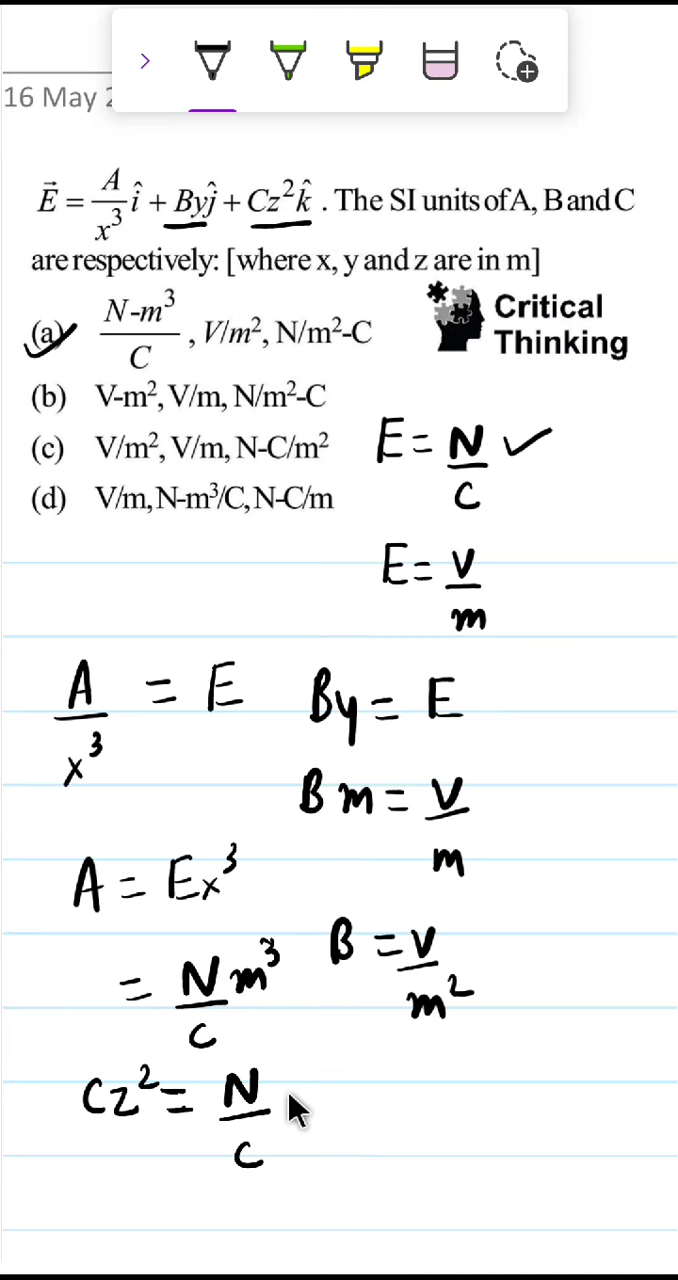 16 May 2
E⃗ = A/x³ î + Byĵ + Cz²k̂ . The SI units of A, B and C
are respectively: [where x, y and z are in m]
(a) N-m³/C , V/m², N/m²-C
Critical
Thinking
(b) V-m², V/m, N/m²-C
(c) V/m², V/m, N-C/m²
(d) V/m, N-m³/C, N-C/m
E = N/C ✓
E = V/m
A/x³ = E
By = E
Bm = V/m
A = Ex³
B = V/m²
= Nm³/C
Cz² = N/C